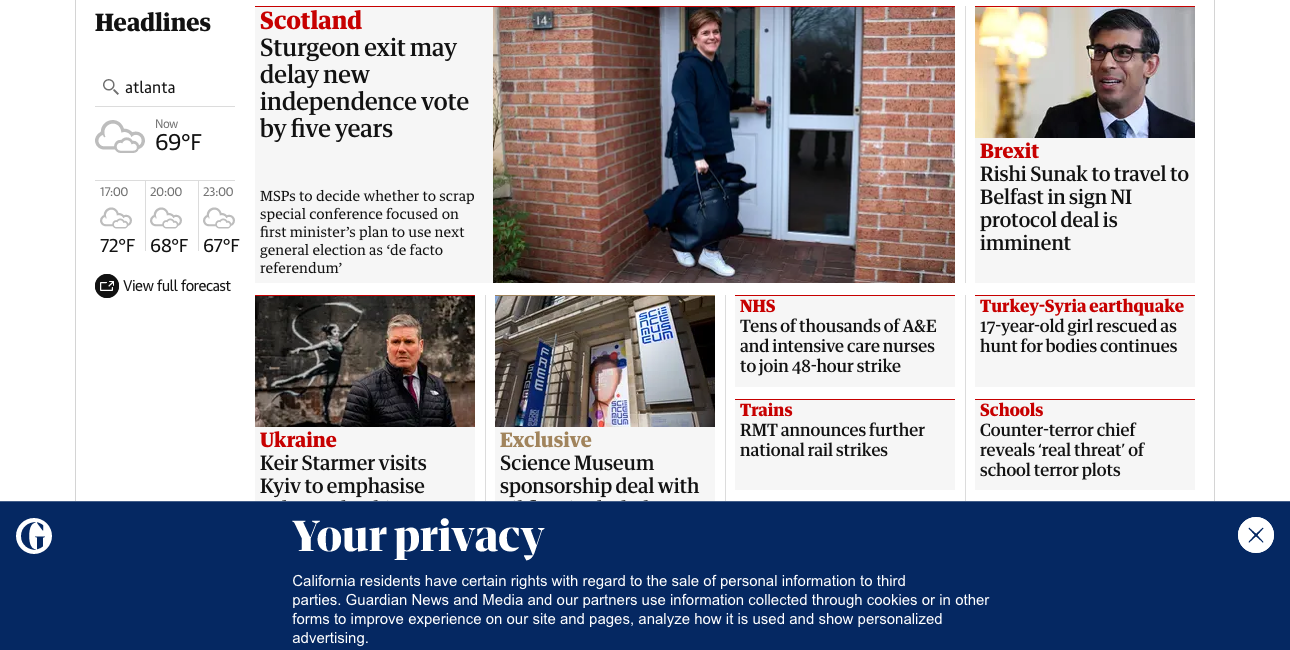 Headlines
atlanta
Now
69°F
17:00
20:00
23:00
72°F
68°F
67°F
View full forecast
Scotland
Sturgeon exit may
delay new
independence vote
by five years
MSPs to decide whether to scrap
special conference focused on
first minister's plan to use next
general election as 'de facto
referendum'
14
Brexit
Rishi Sunak to travel to
Belfast in sign NI
protocol deal is
imminent
Ukraine
Keir Starmer visits
Kyiv to emphasise
SCIENCE MUSEUM
FREE
Exclusive
Science Museum
sponsorship deal with
NHS
Tens of thousands of A&E
and intensive care nurses
to join 48-hour strike
Turkey-Syria earthquake
17-year-old girl rescued as
hunt for bodies continues
Trains
RMT announces further
national rail strikes
Schools
Counter-terror chief
reveals 'real threat' of
school terror plots
G
Your privacy
California residents have certain rights with regard to the sale of personal information to third
parties. Guardian News and Media and our partners use information collected through cookies or in other
forms to improve experience on our site and pages, analyze how it is used and show personalized
advertising.